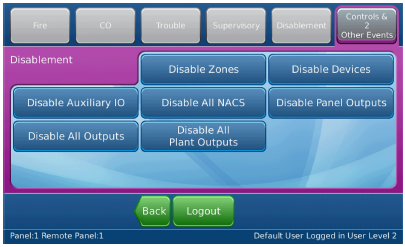 Fire
CO
Trouble
Supervisory
Disablement
Controls &
2
Other Events
Disablement
Disable Zones
Disable Devices
Disable Auxiliary IO
Disable All NACS
Disable Panel Outputs
Disable All Outputs
Disable All
Plant Outputs
Back
Logout
Panel:1 Remote Panel:1
Default User Logged in User Level 2